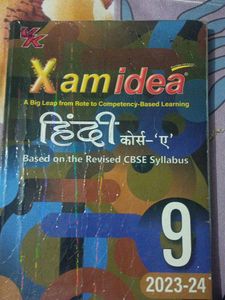 VK
Xam idea
A Big Leap from Rote to Competency-Based Learning
हिंदी कोर्स-'ए'
Based on the Revised CBSE Syllabus
9
2023-24